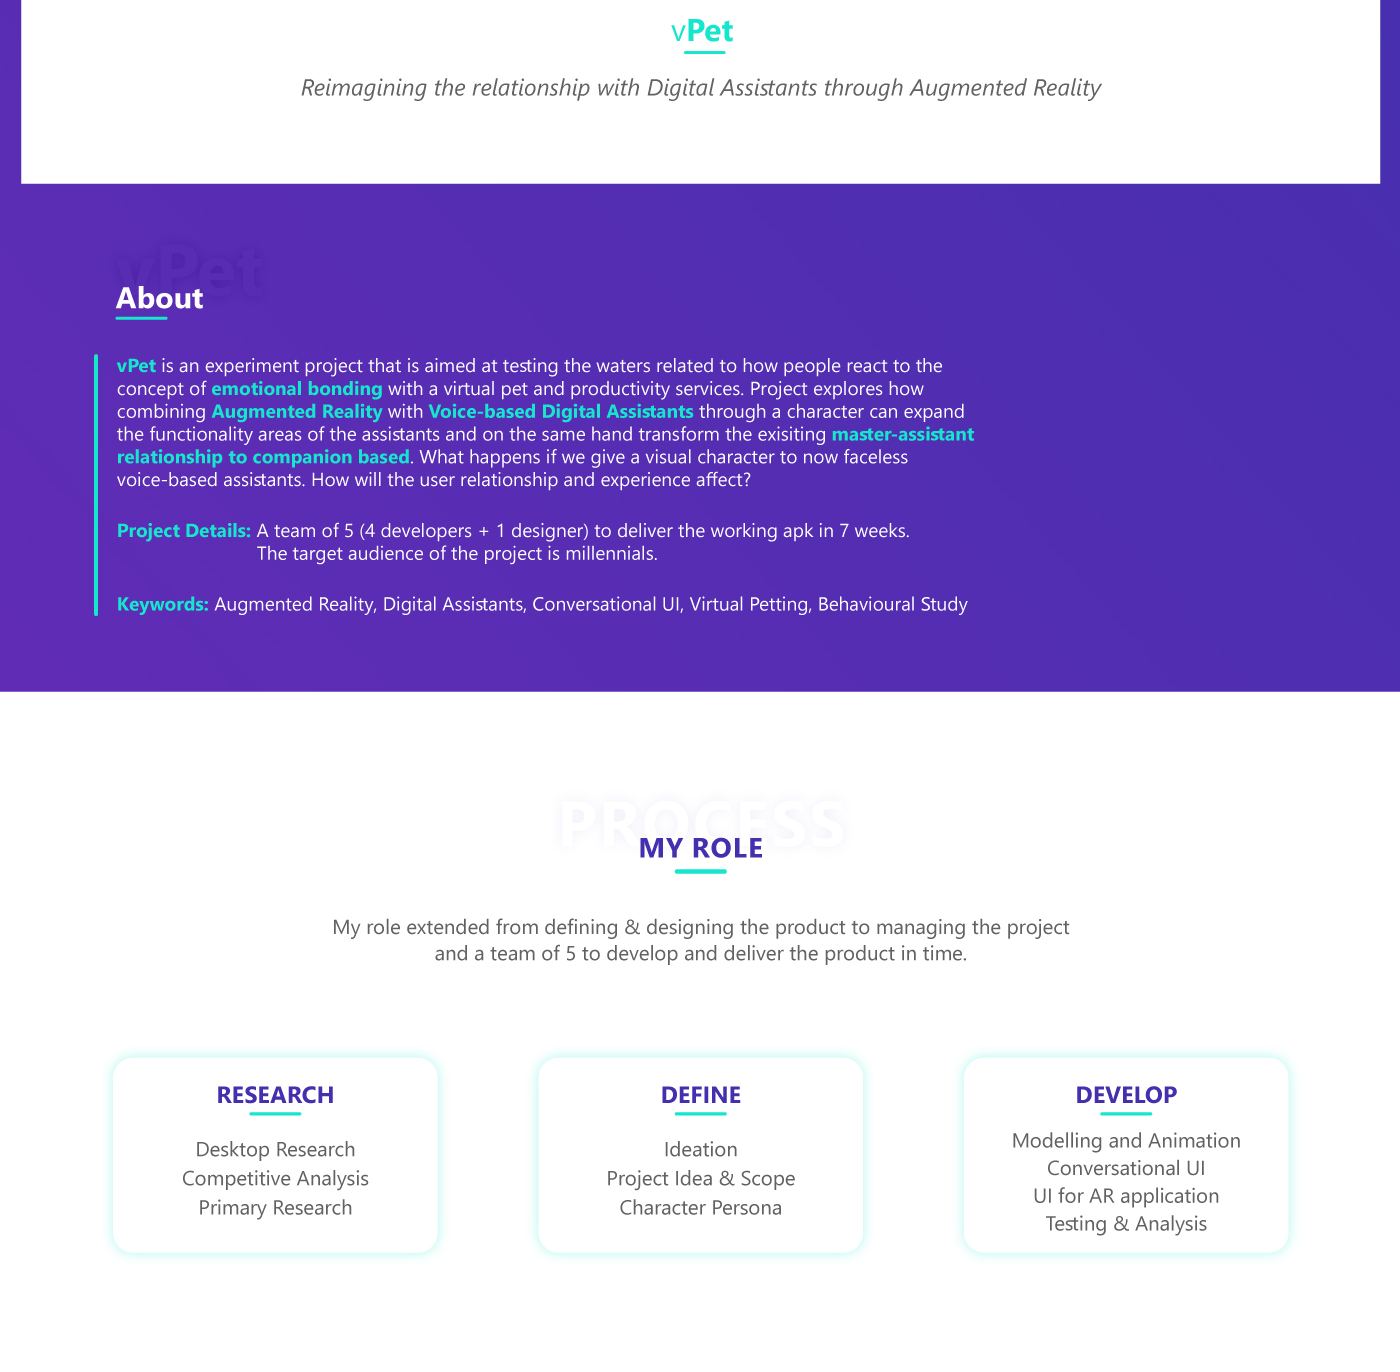 vPet
Reimagining the relationship with Digital Assistants through Augmented Reality
vPet
About
vPet is an experiment project that is aimed at testing the waters related to how people react to the
concept of emotional bonding with a virtual pet and productivity services. Project explores how
combining Augmented Reality with Voice-based Digital Assistants through a character can expand
the functionality areas of the assistants and on the same hand transform the exisiting master-assistant
relationship to companion based. What happens if we give a visual character to now faceless
voice-based assistants. How will the user relationship and experience affect?
Project Details: A team of 5 (4 developers + 1 designer) to deliver the working apk in 7 weeks.
The target audience of the project is millennials.
Keywords: Augmented Reality, Digital Assistants, Conversational UI, Virtual Petting, Behavioural Study
PROCESS
MY ROLE
My role extended from defining & designing the product to managing the project
and a team of 5 to develop and deliver the product in time.
RESEARCH
Desktop Research
Competitive Analysis
Primary Research
DEFINE
Ideation
Project Idea & Scope
Character Persona
DEVELOP
Modelling and Animation
Conversational UI
UI for AR application
Testing & Analysis